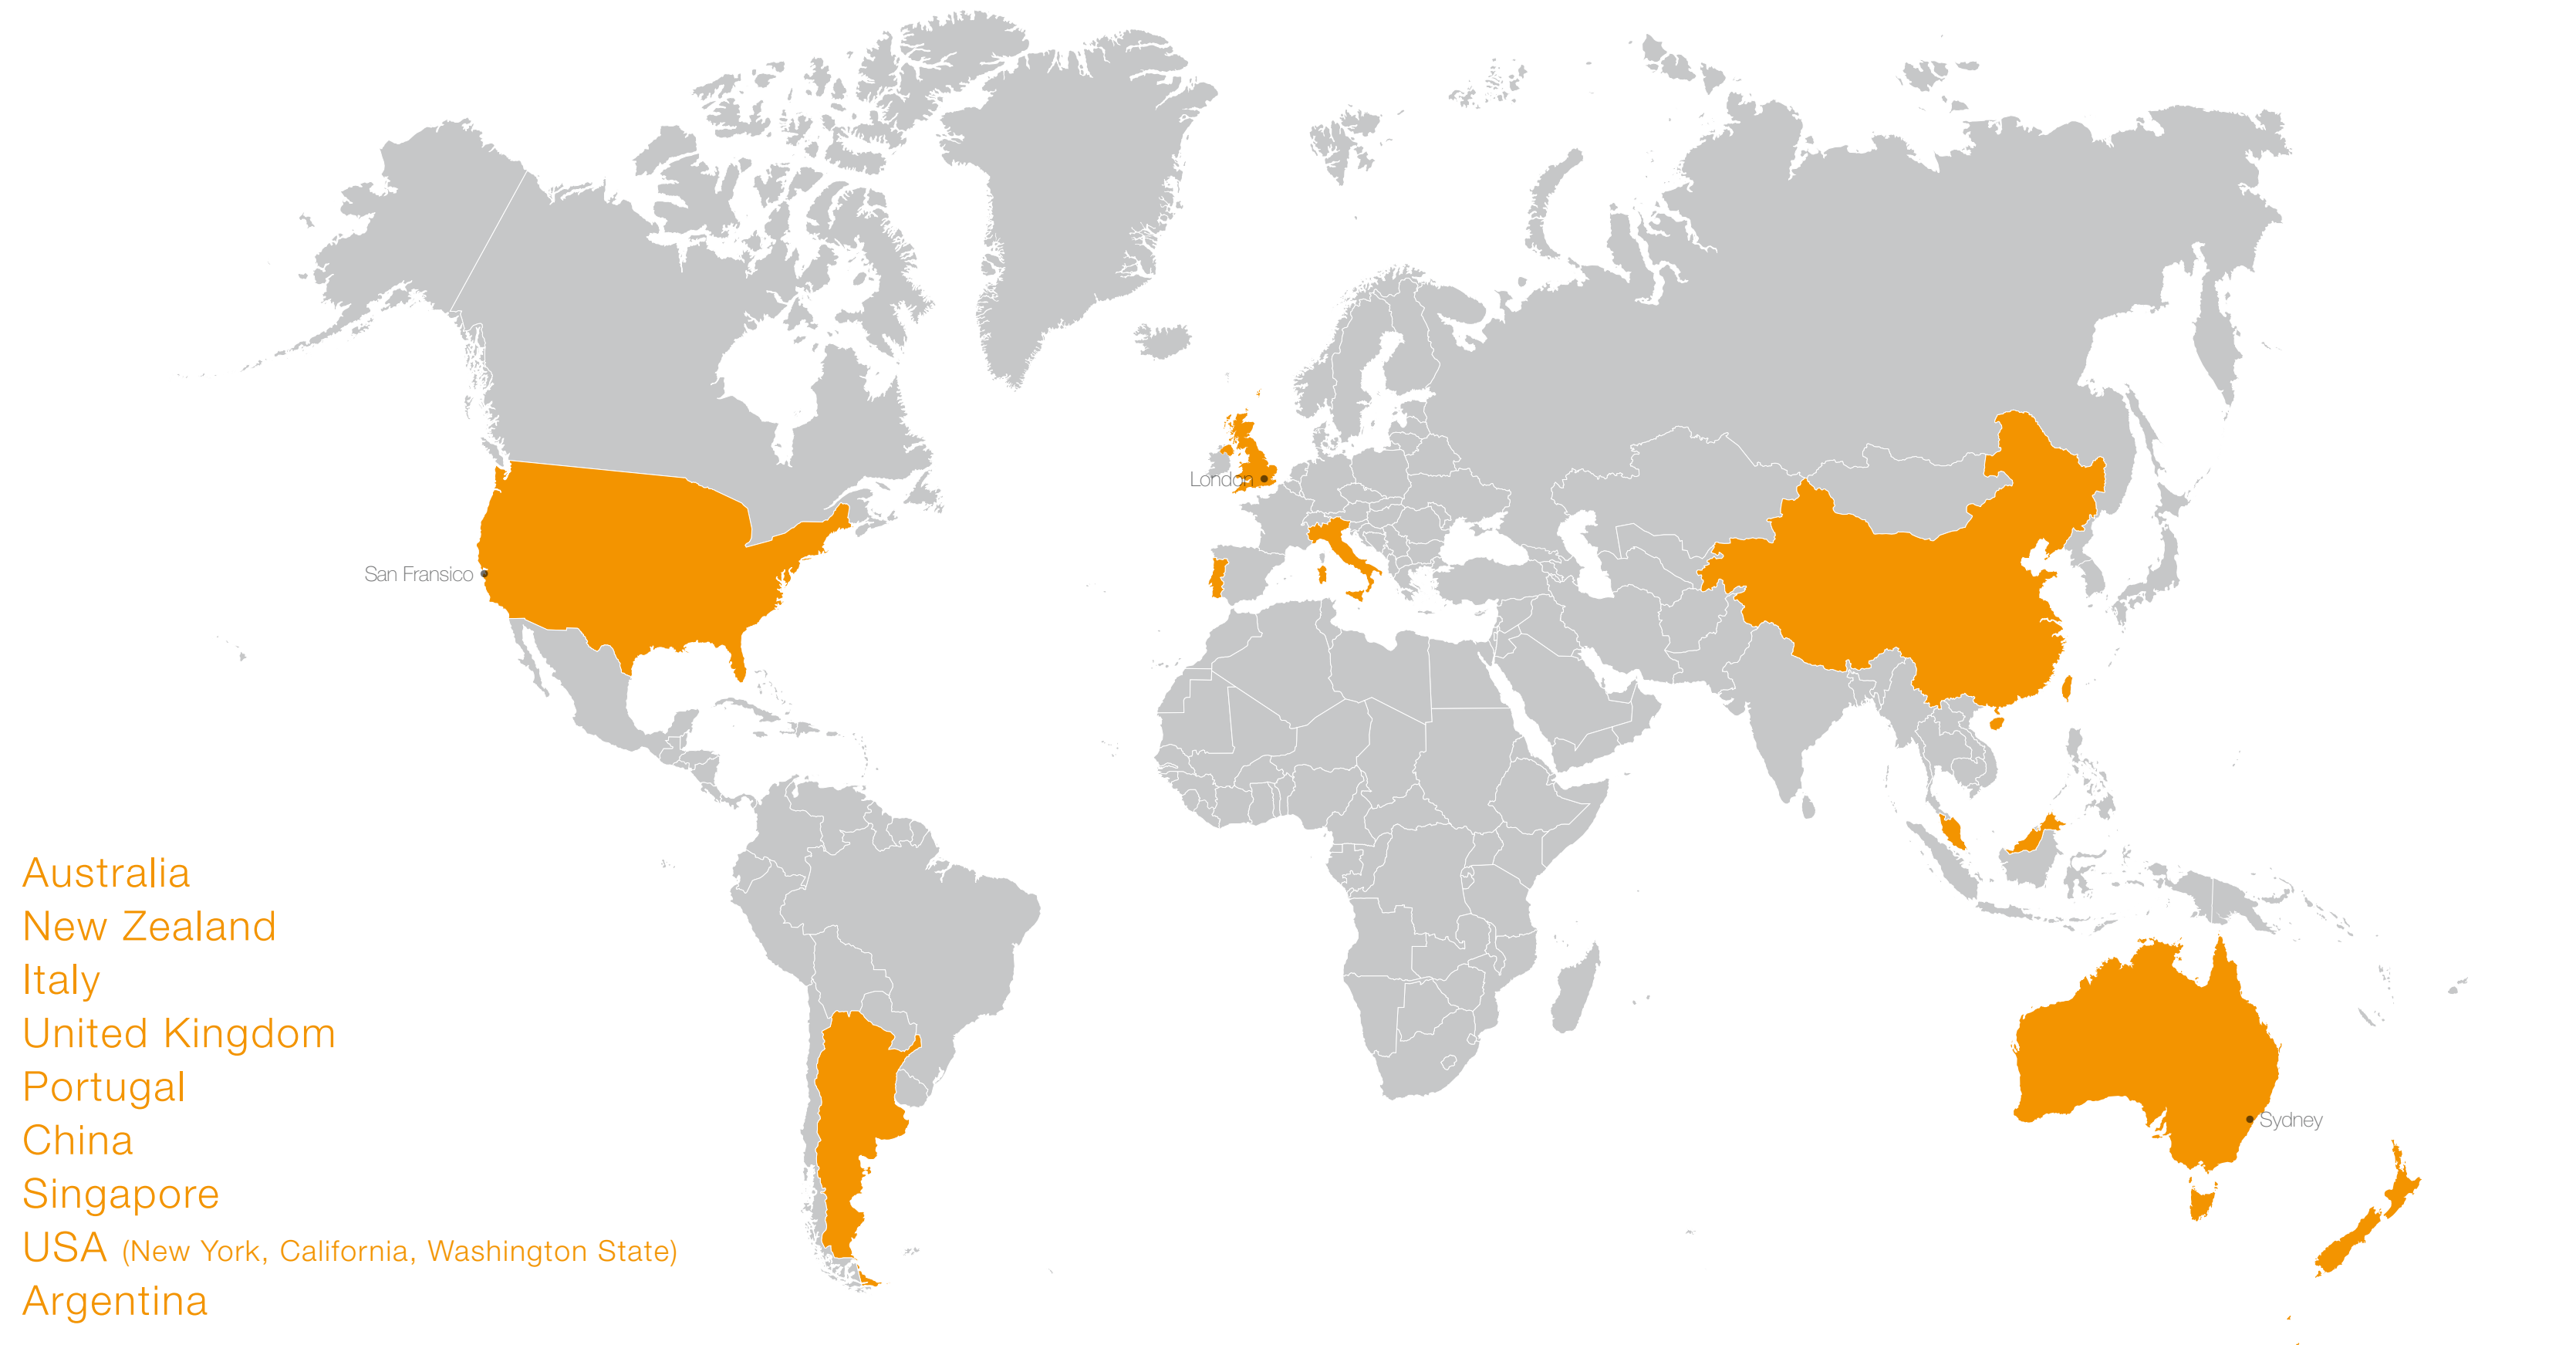 San Fransico
London
Sydney
Australia
New Zealand
Italy
United Kingdom
Portugal
China
Singapore
USA (New York, California, Washington State)
Argentina